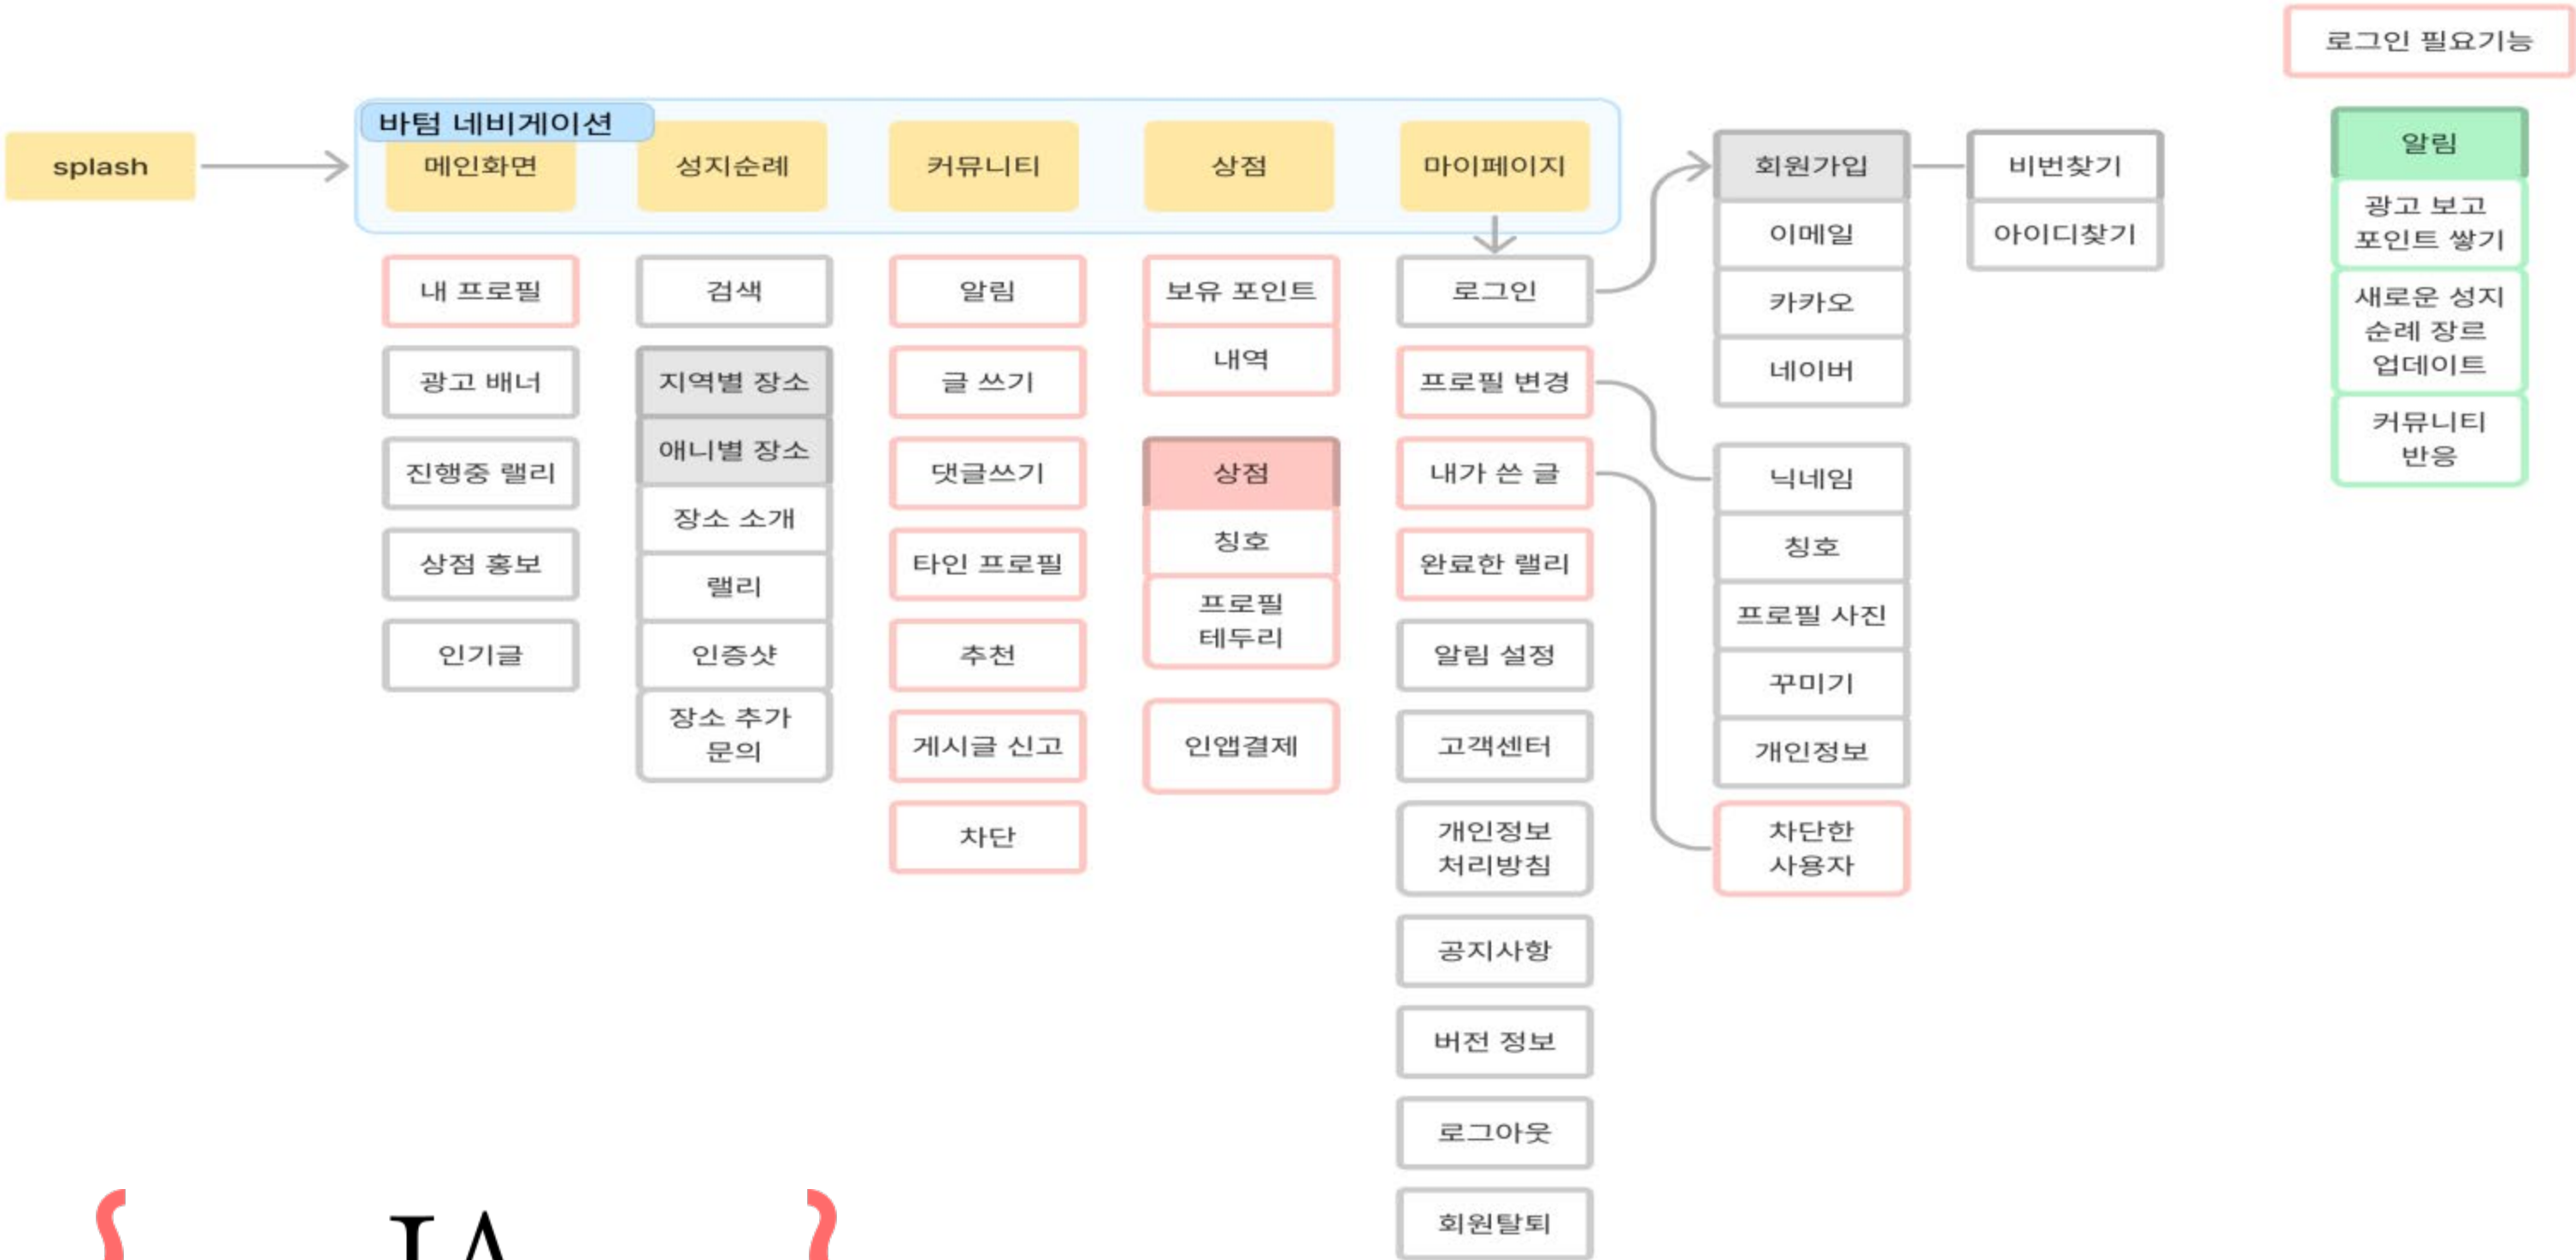 로그인 필요기능
바텀 네비게이션
splash
메인화면
성지순례
커뮤니티
상점
마이페이지
내 프로필
광고 배너
진행중 랠리
상점 홍보
인기글
검색
지역별 장소
애니별 장소
장소 소개
랠리
인증샷
장소 추가
문의
알림
글 쓰기
댓글쓰기
타인 프로필
추천
게시글 신고
차단
보유 포인트
내역
상점
칭호
프로필
테두리
인앱결제
로그인
프로필 변경
내가 쓴 글
완료한 랠리
알림 설정
고객센터
개인정보
처리방침
공지사항
버전 정보
로그아웃
회원탈퇴
회원가입
이메일
카카오
네이버
비번찾기
아이디찾기
닉네임
칭호
프로필 사진
꾸미기
개인정보
차단한
사용자
알림
광고 보고
포인트 쌓기
새로운 성지
순례 장르
업데이트
커뮤니티
반응
IA